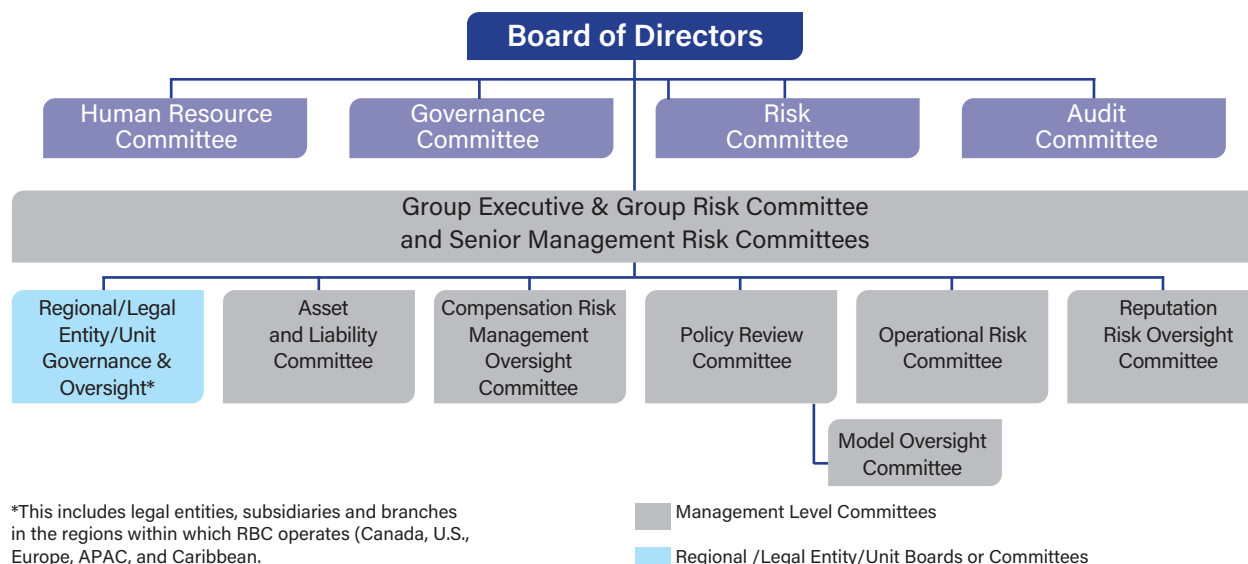 Board of Directors
Human Resource
Committee
Governance
Committee
Risk
Committee
Audit
Committee
Group Executive & Group Risk Committee
and Senior Management Risk Committees
Regional/Legal
Entity/Unit
Governance &
Oversight*
Asset
and Liability
Committee
Compensation Risk
Management
Oversight
Committee
Policy Review
Committee
Operational Risk
Committee
Reputation
Risk Oversight
Committee
Model Oversight
Committee
*This includes legal entities, subsidiaries and branches
in the regions within which RBC operates (Canada, U.S.,
Europe, APAC, and Caribbean.
Management Level Committees
Regional /Legal Entity/Unit Boards or Committees